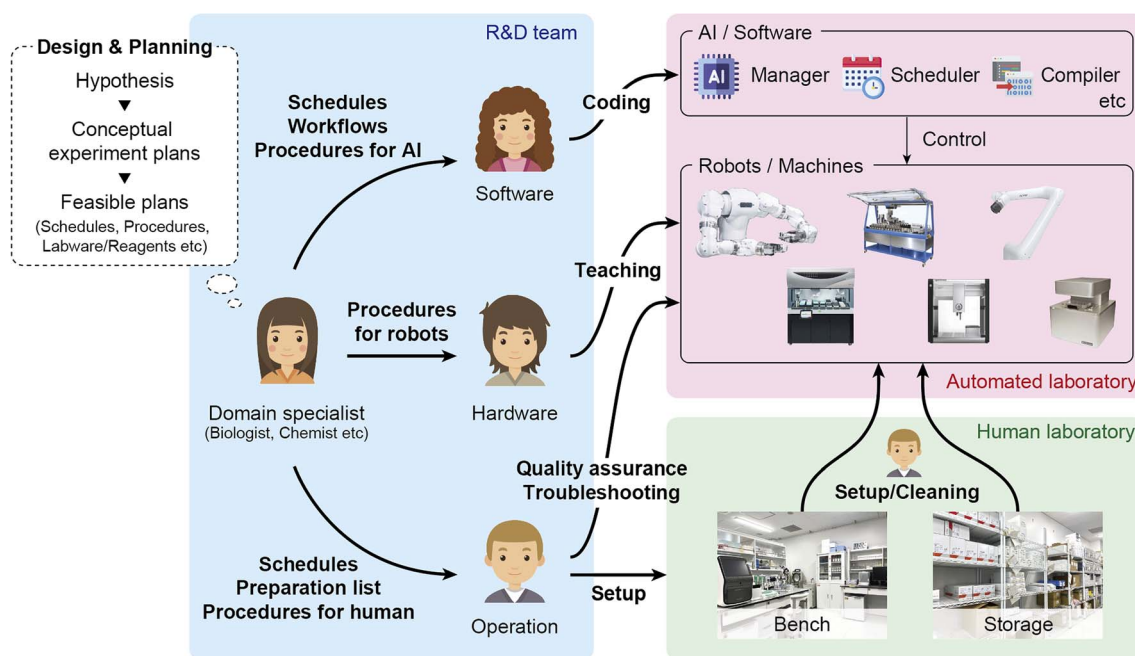 Design & Planning
Hypothesis
▼
Conceptual
experiment plans
▼
Feasible plans
(Schedules, Procedures,
Labware/Reagents etc)
R&D team
Schedules
Workflows
Procedures for AI
Software
Procedures
for robots
Domain specialist
(Biologist, Chemist etc)
Hardware
Schedules
Preparation list
Procedures for human
Operation
Coding
Teaching
Quality assurance
Troubleshooting
Setup
AI / Software
AI
Manager
Scheduler
Compiler
etc
Control
Robots / Machines
Automated laboratory
Human laboratory
Setup/Cleaning
Bench
Storage